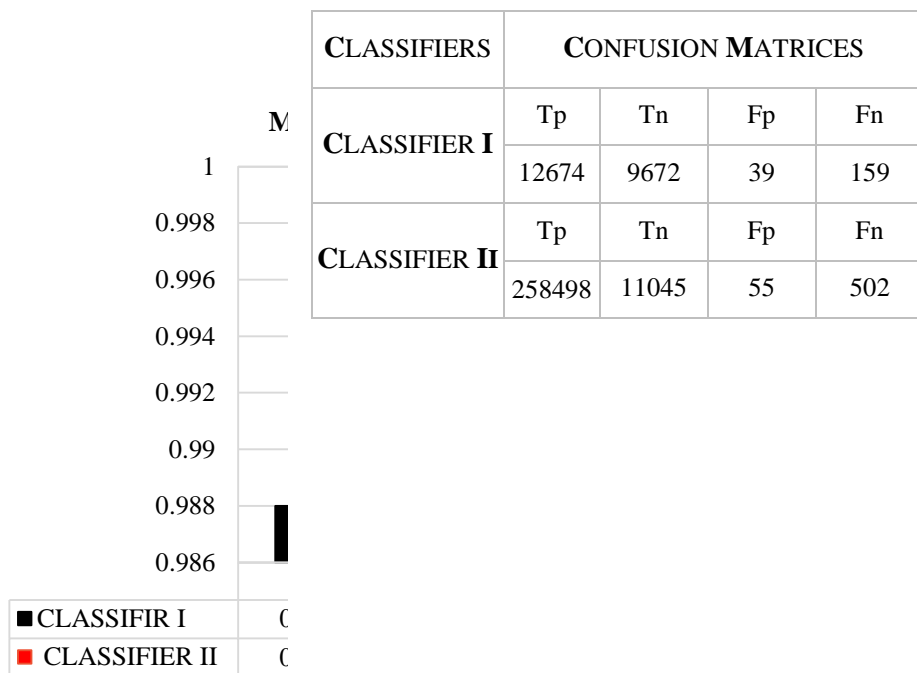 CLASSIFIERS CONFUSION MATRICES
CLASSIFIER I
Tp Tn Fp Fn
12674 9672 39 159
CLASSIFIER II
Tp Tn Fp Fn
258498 11045 55 502
M
1
0.998
0.996
0.994
0.992
0.99
0.988
0.986
CLASSIFIR I 0
CLASSIFIER II 0